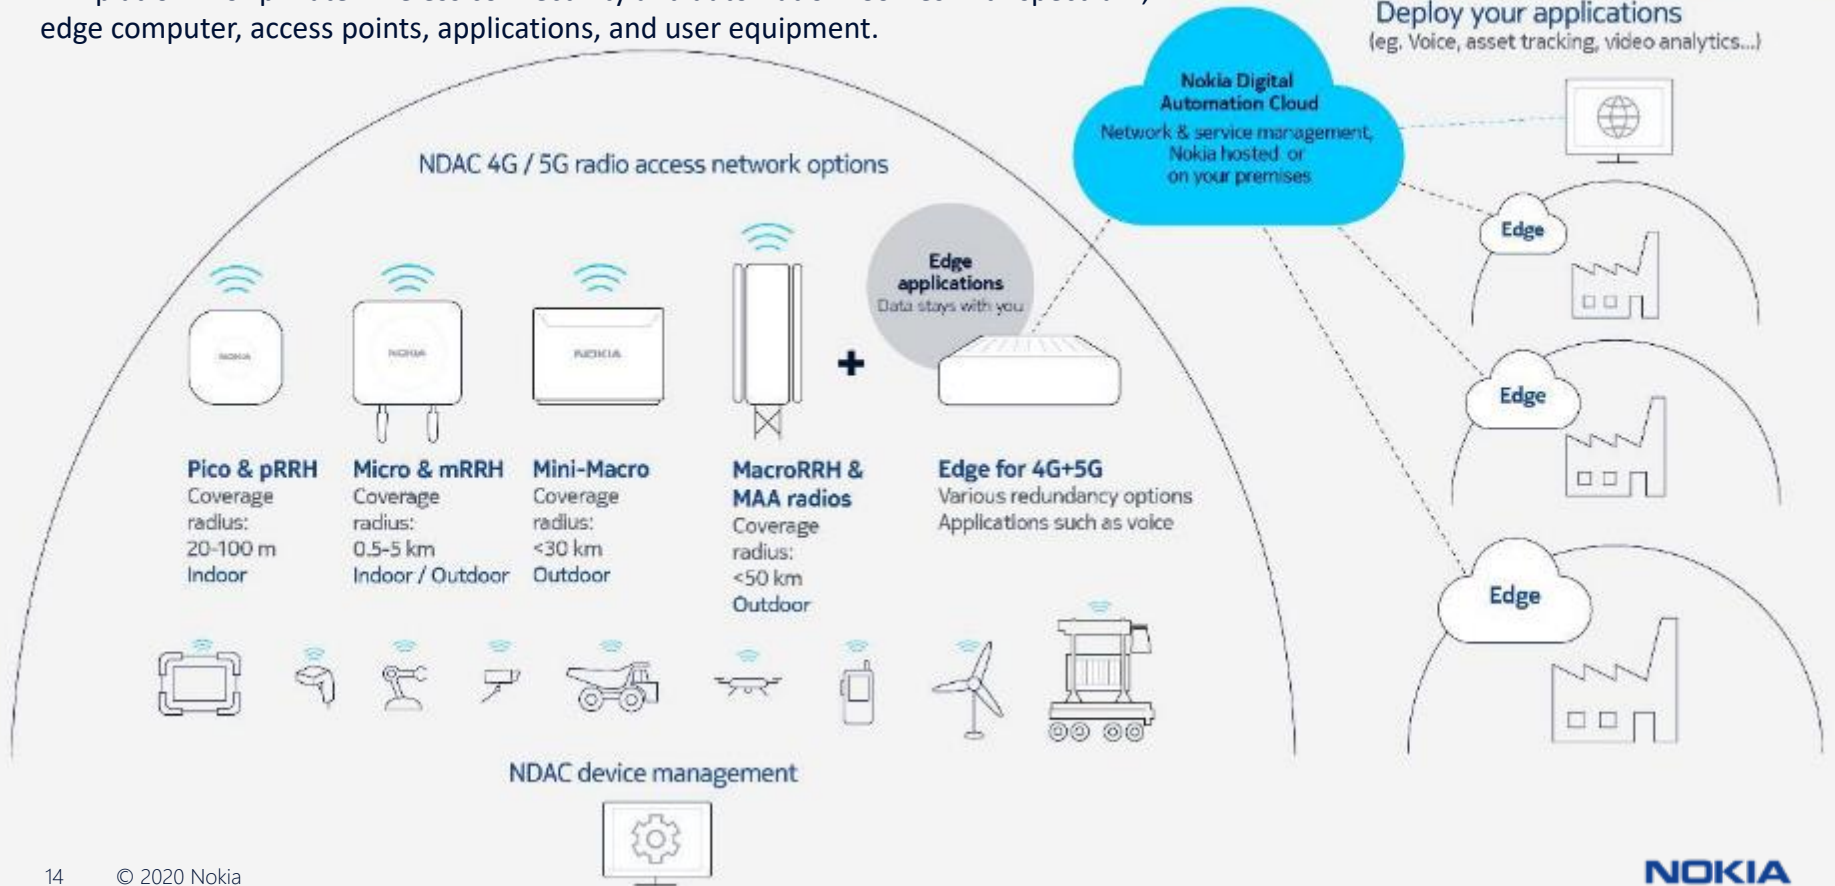 edge computer, access points, applications, and user equipment.
Deploy your applications
(eg. Voice, asset tracking, video analytics...)
Nokia Digital
Automation Cloud
Network & service management,
Nokia hosted or
on your premises
NDAC 4G / 5G radio access network options
Edge
applications
Data stays with you
Edge
NOKIA
NOKIA
NOKIA
+
Edge
Pico & pRRH
Coverage
radius:
20-100 m
Indoor
Micro & mRRH
Coverage
radius:
0.5-5 km
Indoor / Outdoor
Mini-Macro
Coverage
radius:
<30 km
Outdoor
MacroRRH &
MAA radios
Coverage
radius:
<50 km
Outdoor
Edge for 4G+5G
Various redundancy options
Applications such as voice
Edge
NDAC device management
14 © 2020 Nokia
NOKIA